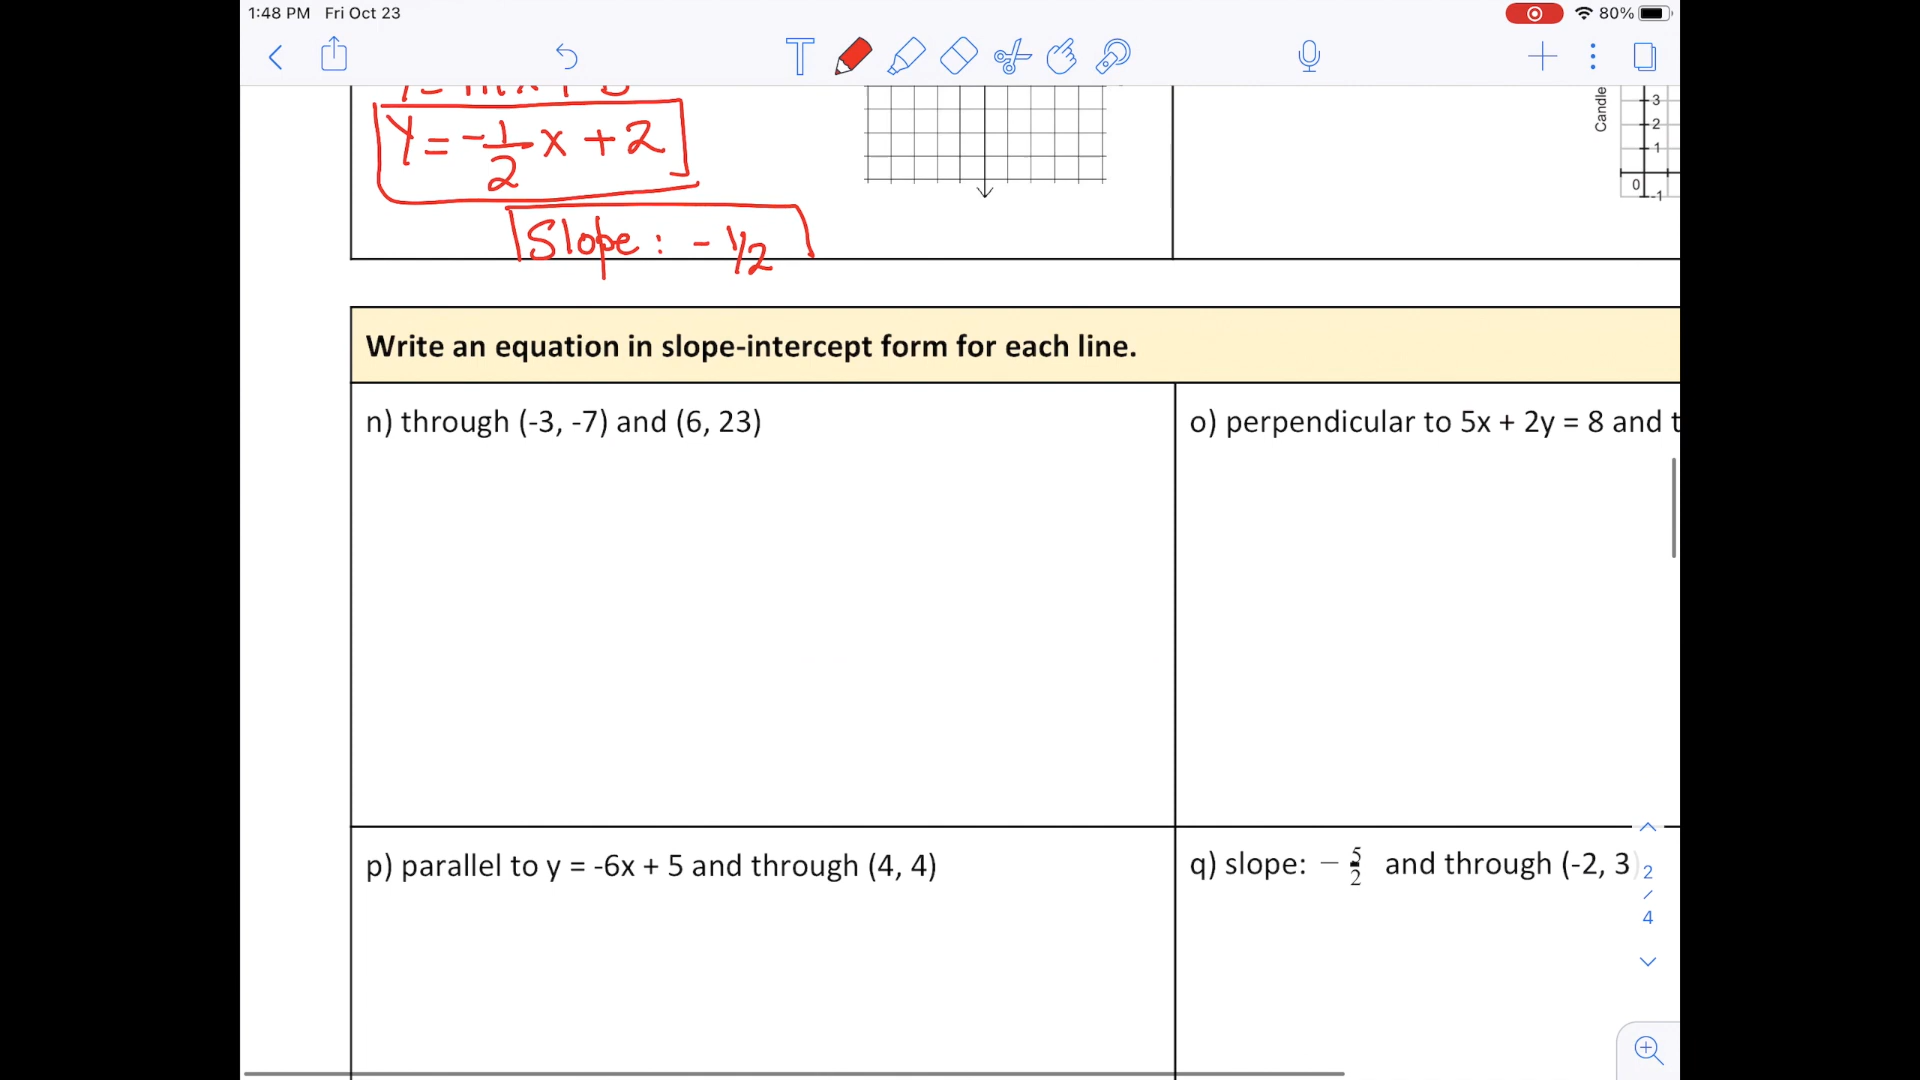 1:48 PM Fri Oct 23
80%
Y = -1/2 x + 2
Slope: - 1/2
Candle
3
2
1
0
-1
Write an equation in slope-intercept form for each line.
n) through (-3, -7) and (6, 23)
o) perpendicular to 5x + 2y = 8 and t
p) parallel to y = -6x + 5 and through (4, 4)
q) slope: − 5/2 and through (-2, 3
2
/
4